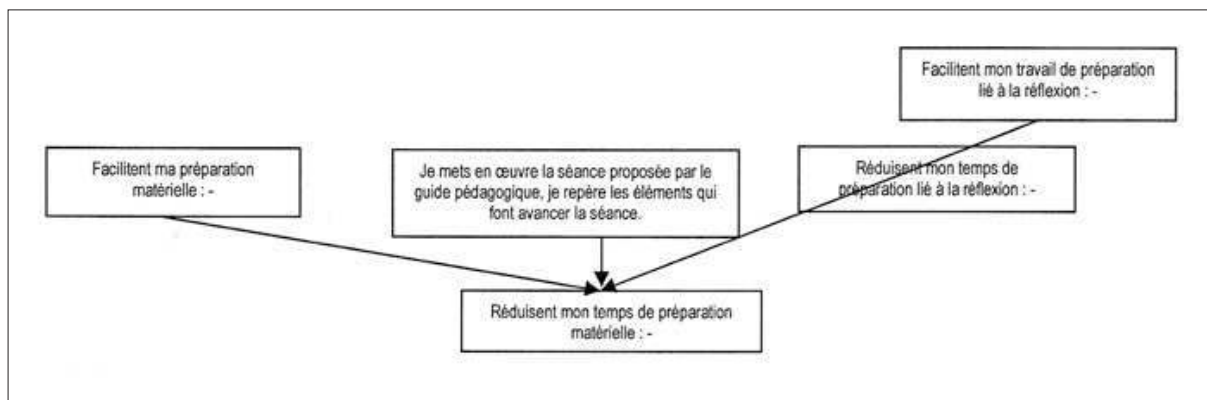 Facilitent mon travail de préparation
lié à la réflexion : -
Facilitent ma préparation
matérielle : -
Je mets en œuvre la séance proposée par le
guide pédagogique, je repère les éléments qui
font avancer la séance.
Réduisent mon temps de
préparation lié à la réflexion : -
Réduisent mon temps de préparation
matérielle : -